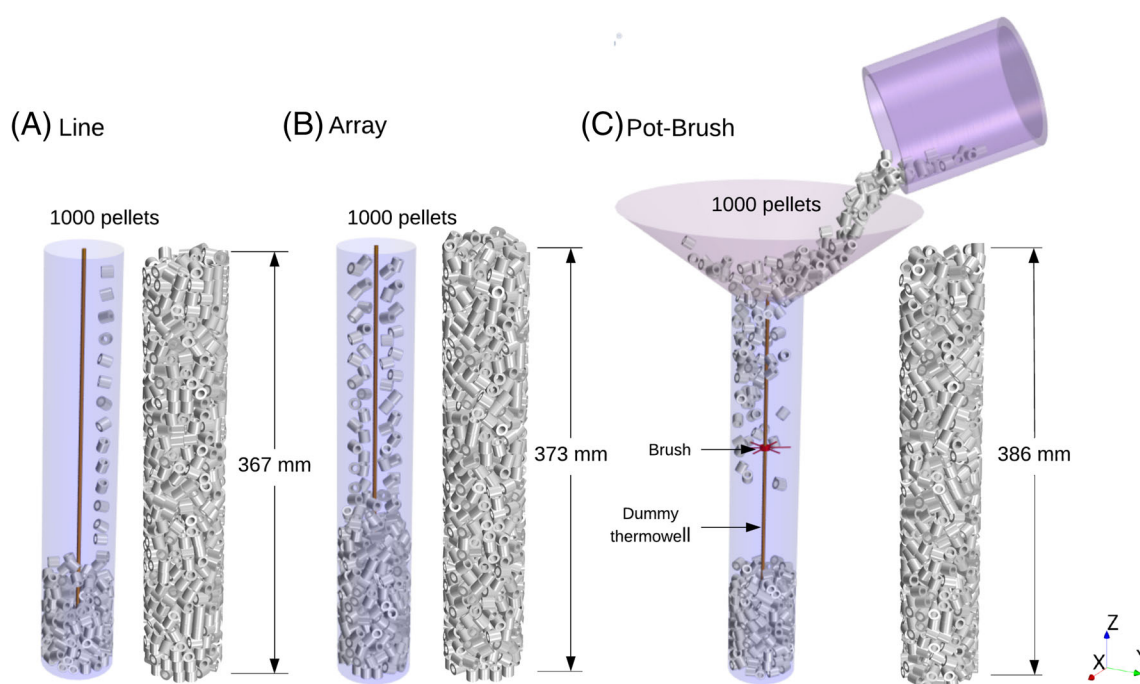 (A) Line
1000 pellets
367 mm
(B) Array
1000 pellets
373 mm
(C) Pot-Brush
1000 pellets
Brush
Dummy
thermowell
386 mm
Z
X
Y